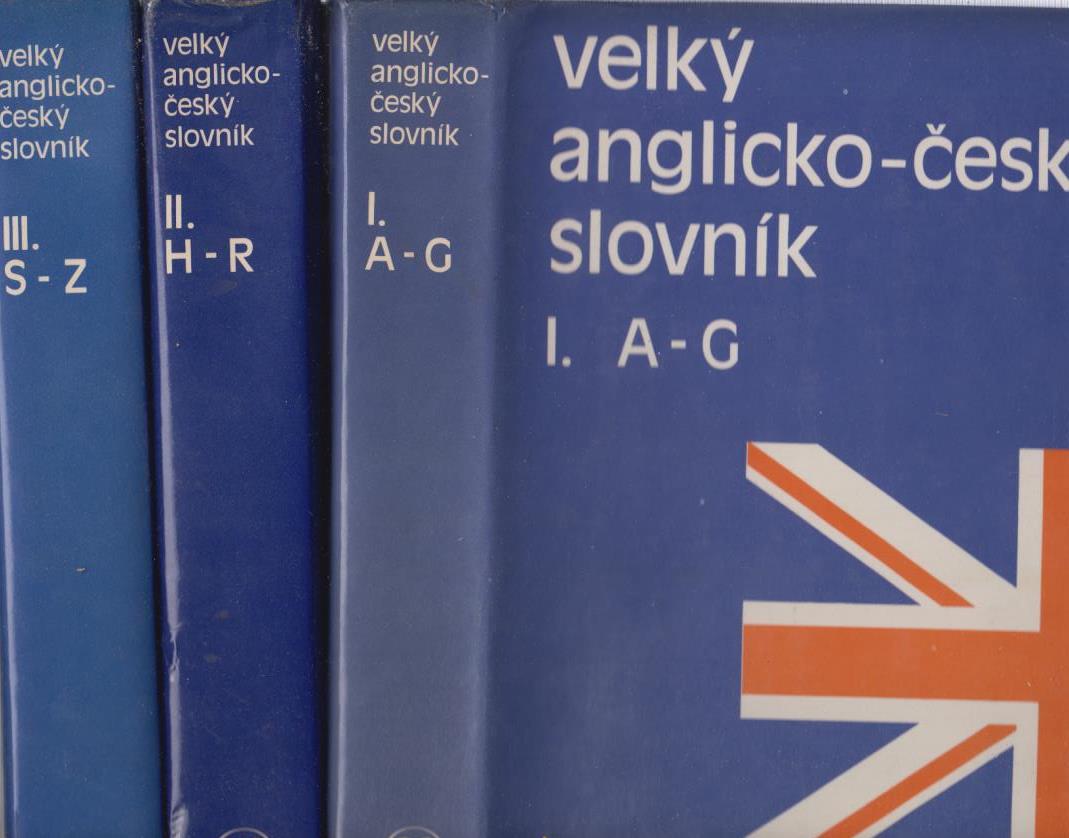 velký
anglicko-
český
slovník
III.
S - Z
velký
anglicko-
český
slovník
II.
H - R
velký
anglicko-
český
slovník
I.
A - G
velký
anglicko-česk
slovník
I. A - G